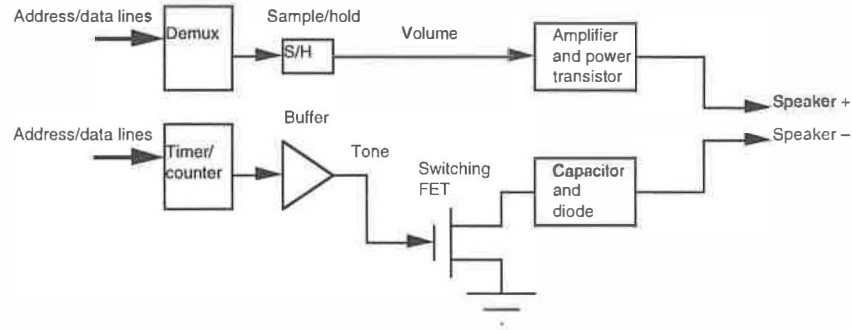 Address/data lines
Demux
Sample/hold
S/H
Volume
Amplifier
and power
transistor
Speaker +
Address/data lines
Timer/
counter
Buffer
Tone
Switching
FET
Capacitor
and
diode
Speaker –